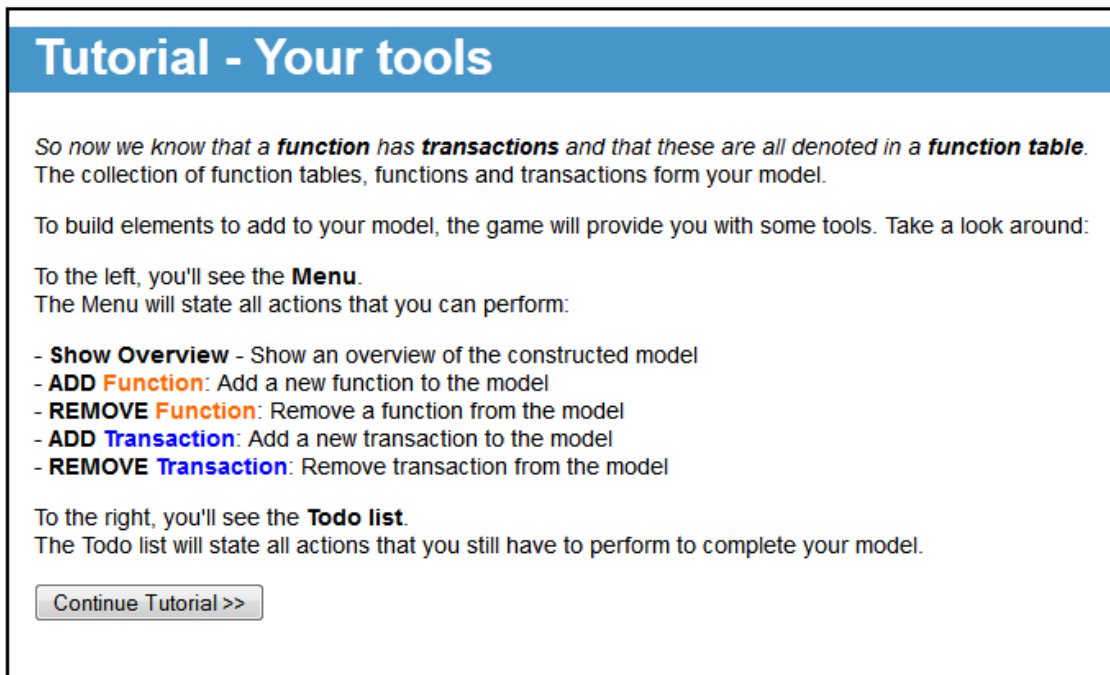 Tutorial - Your tools
So now we know that a function has transactions and that these are all denoted in a function table.
The collection of function tables, functions and transactions form your model.
To build elements to add to your model, the game will provide you with some tools. Take a look around:
To the left, you'll see the Menu.
The Menu will state all actions that you can perform:
- Show Overview - Show an overview of the constructed model
- ADD Function: Add a new function to the model
- REMOVE Function: Remove a function from the model
- ADD Transaction: Add a new transaction to the model
- REMOVE Transaction: Remove transaction from the model
To the right, you'll see the Todo list.
The Todo list will state all actions that you still have to perform to complete your model.
Continue Tutorial >>